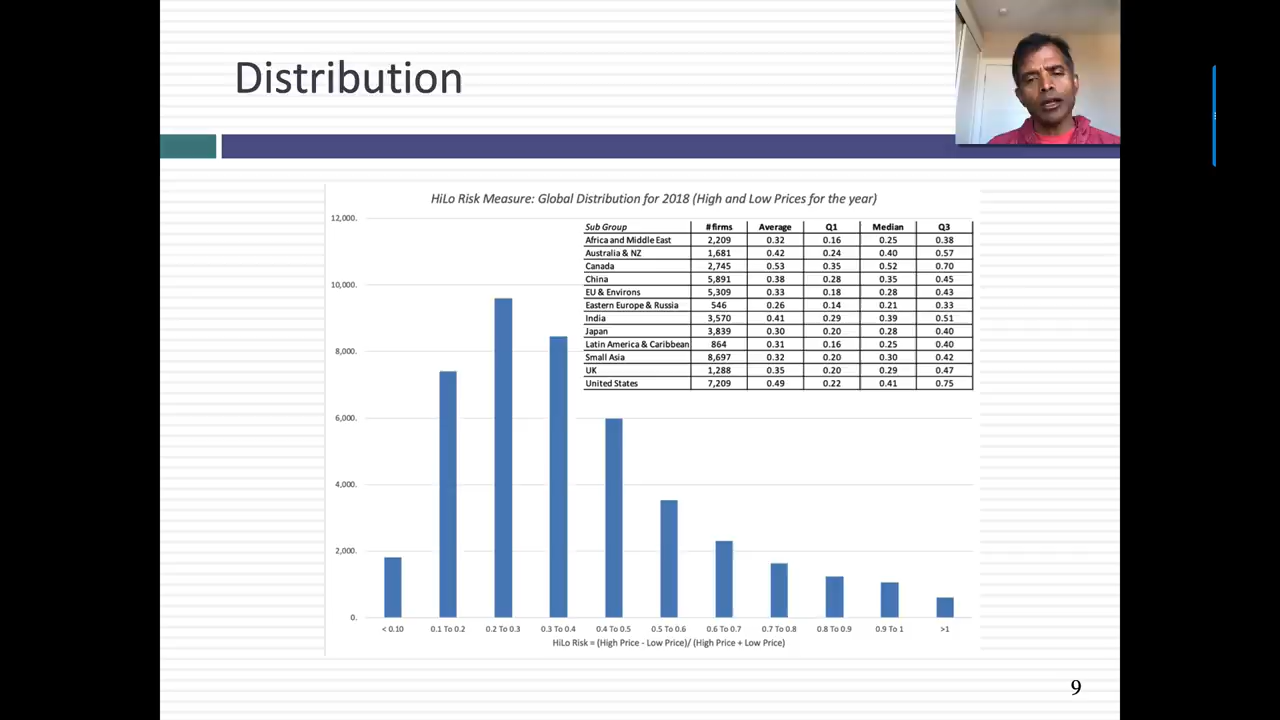 Distribution
HiLo Risk Measure: Global Distribution for 2018 (High and Low Prices for the year)
12,000.
10,000.
8,000.
6,000.
4,000.
2,000.
0.
Sub Group #firms Average Q1 Median Q3
Africa and Middle East 2,209 0.32 0.16 0.25 0.38
Australia & NZ 1,681 0.42 0.24 0.40 0.57
Canada 2,745 0.53 0.35 0.52 0.70
China 5,891 0.38 0.28 0.35 0.45
EU & Environs 5,309 0.33 0.18 0.28 0.43
Eastern Europe & Russia 546 0.26 0.14 0.21 0.33
India 3,570 0.41 0.29 0.39 0.51
Japan 3,839 0.30 0.20 0.28 0.40
Latin America & Caribbean 864 0.31 0.16 0.25 0.40
Small Asia 8,697 0.32 0.20 0.30 0.42
UK 1,288 0.35 0.20 0.29 0.47
United States 7,209 0.49 0.22 0.41 0.75
< 0.10 0.1 To 0.2 0.2 To 0.3 0.3 To 0.4 0.4 To 0.5 0.5 To 0.6 0.6 To 0.7 0.7 To 0.8 0.8 To 0.9 0.9 To 1 >1
HiLo Risk = (High Price - Low Price)/ (High Price + Low Price)
9